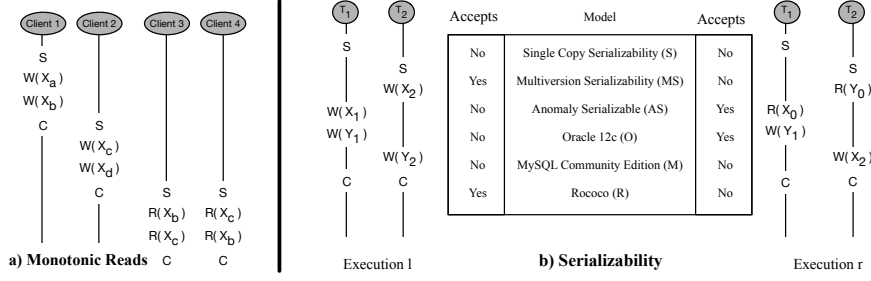 Client 1
Client 2
Client 3
Client 4
S
W(Xa)
W(Xb)
C
S
W(Xc)
W(Xd)
C
S
R(Xb)
R(Xc)
C
S
R(Xc)
R(Xb)
C
a) Monotonic Reads
T1
T2
S
W(X1)
W(Y1)
C
S
W(X2)
W(Y2)
C
Execution l
Accepts Model Accepts
No Single Copy Serializability (S) No
Yes Multiversion Serializability (MS) No
No Anomaly Serializable (AS) Yes
No Oracle 12c (O) Yes
No MySQL Community Edition (M) No
Yes Rococo (R) No
b) Serializability
T1
T2
S
R(X0)
W(Y1)
C
S
R(Y0)
W(X2)
C
Execution r